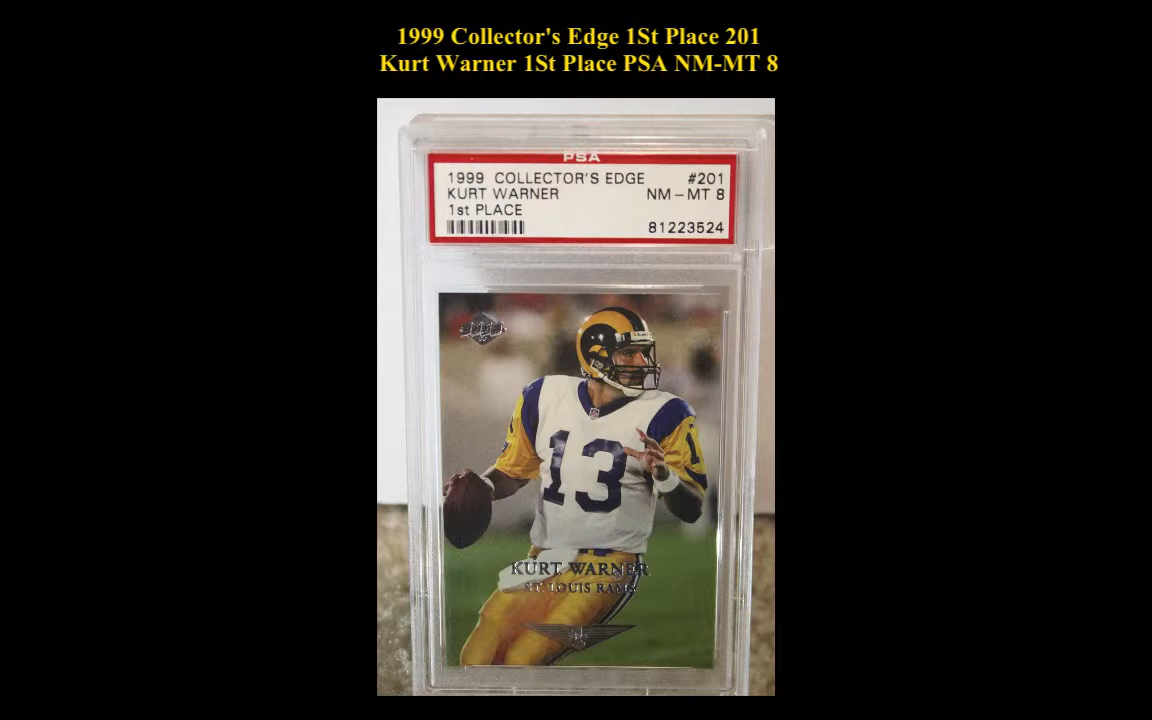 1999 Collector's Edge 1St Place 201
Kurt Warner 1St Place PSA NM-MT 8
PSA
1999 COLLECTOR'S EDGE #201
KURT WARNER NM-MT 8
1st PLACE
81223524
EDGE
13
KURT WARNER
ST. LOUIS RAMS